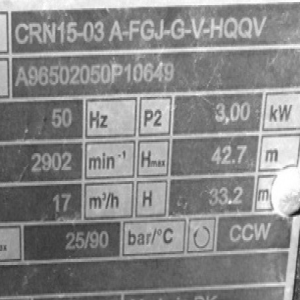 CRN15-03 A-FGJ-G-V-HQQV
A96502050P10649
50 Hz P2 3,00 kW
2902 min⁻¹ Hmax 42.7 m
17 m³/h H 33.2 m
25/90 bar/°C CCW